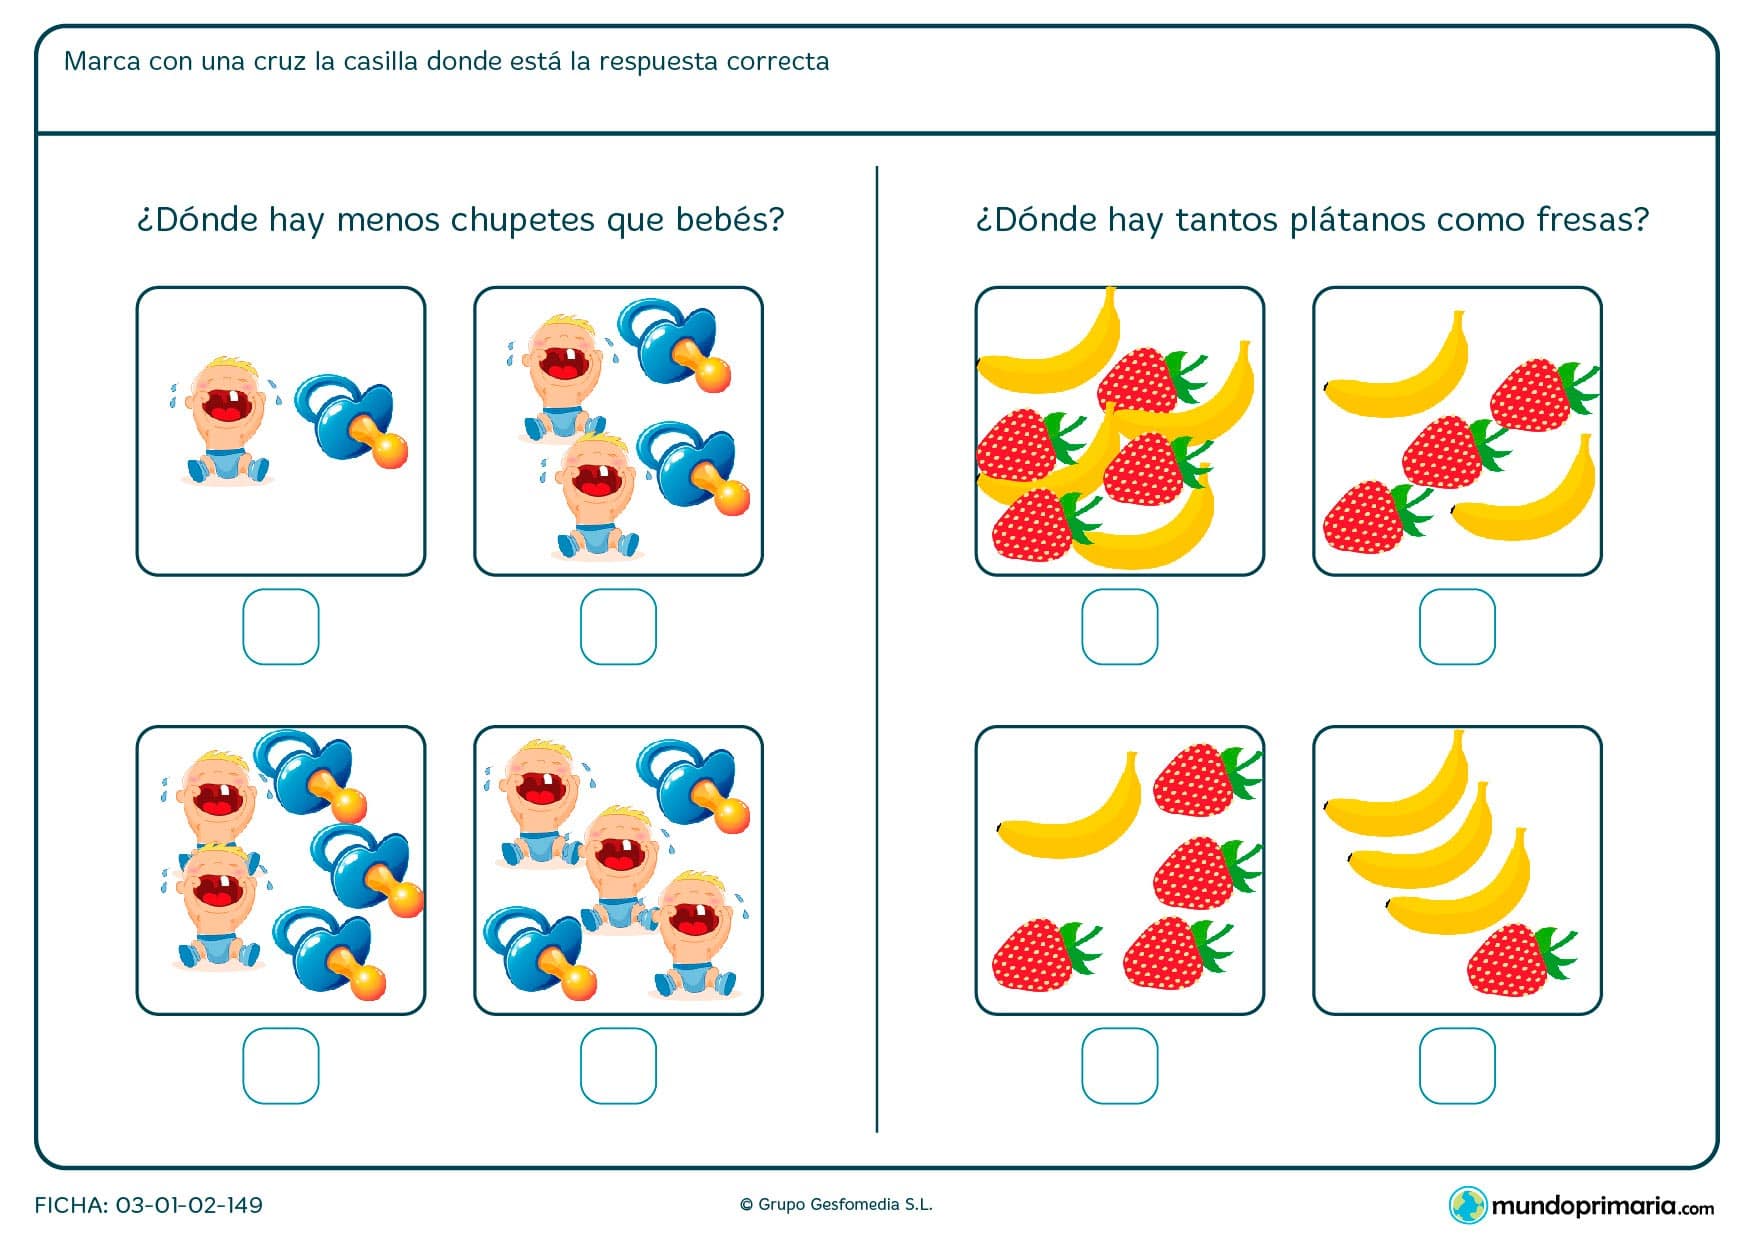 Marca con una cruz la casilla donde está la respuesta correcta
¿Dónde hay menos chupetes que bebés?
¿Dónde hay tantos plátanos como fresas?
FICHA: 03-01-02-149
© Grupo Gesfomedia S.L.
mundoprimaria.com